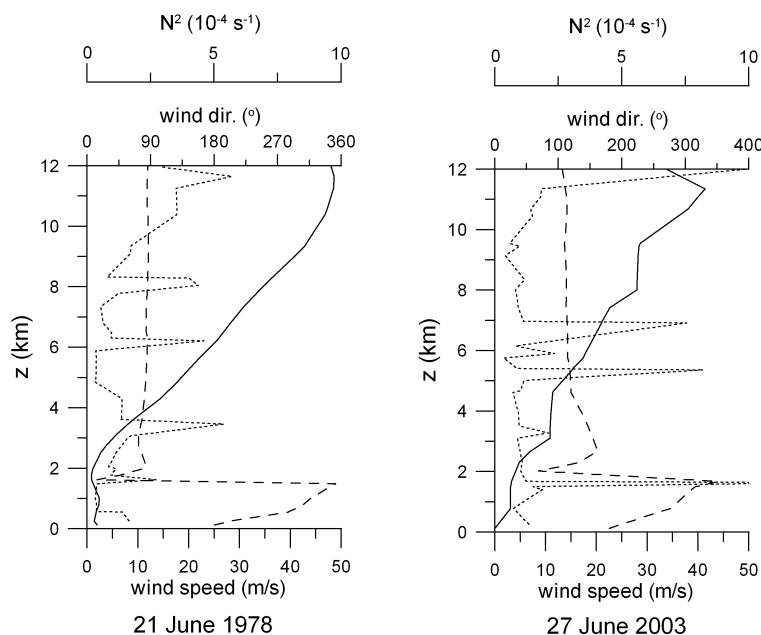 N² (10⁻⁴ s⁻¹)
0 5 10
wind dir. (º)
0 90 180 270 360
12
10
8
6
4
2
0
z (km)
0 10 20 30 40 50
wind speed (m/s)
21 June 1978
N² (10⁻⁴ s⁻¹)
0 5 10
wind dir. (º)
0 100 200 300 400
12
10
8
6
4
2
0
z (km)
0 10 20 30 40 50
wind speed (m/s)
27 June 2003